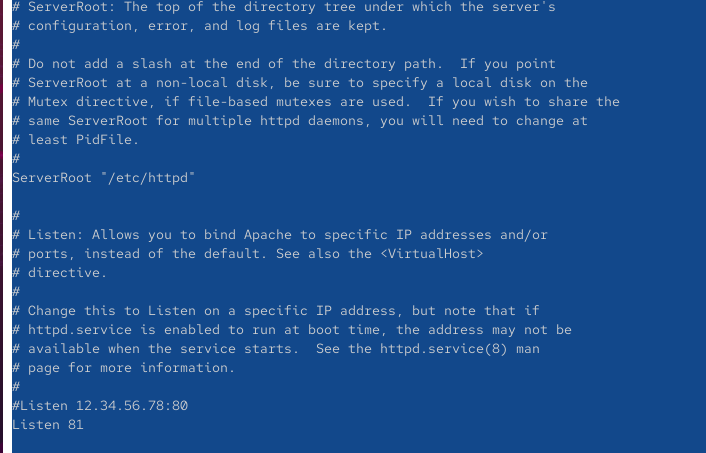 # ServerRoot: The top of the directory tree under which the server's
# configuration, error, and log files are kept.
#
# Do not add a slash at the end of the directory path.  If you point
# ServerRoot at a non-local disk, be sure to specify a local disk on the
# Mutex directive, if file-based mutexes are used.  If you wish to share the
# same ServerRoot for multiple httpd daemons, you will need to change at
# least PidFile.
#
ServerRoot "/etc/httpd"

#
# Listen: Allows you to bind Apache to specific IP addresses and/or
# ports, instead of the default. See also the <VirtualHost>
# directive.
#
# Change this to Listen on a specific IP address, but note that if
# httpd.service is enabled to run at boot time, the address may not be
# available when the service starts.  See the httpd.service(8) man
# page for more information.
#
#Listen 12.34.56.78:80
Listen 81